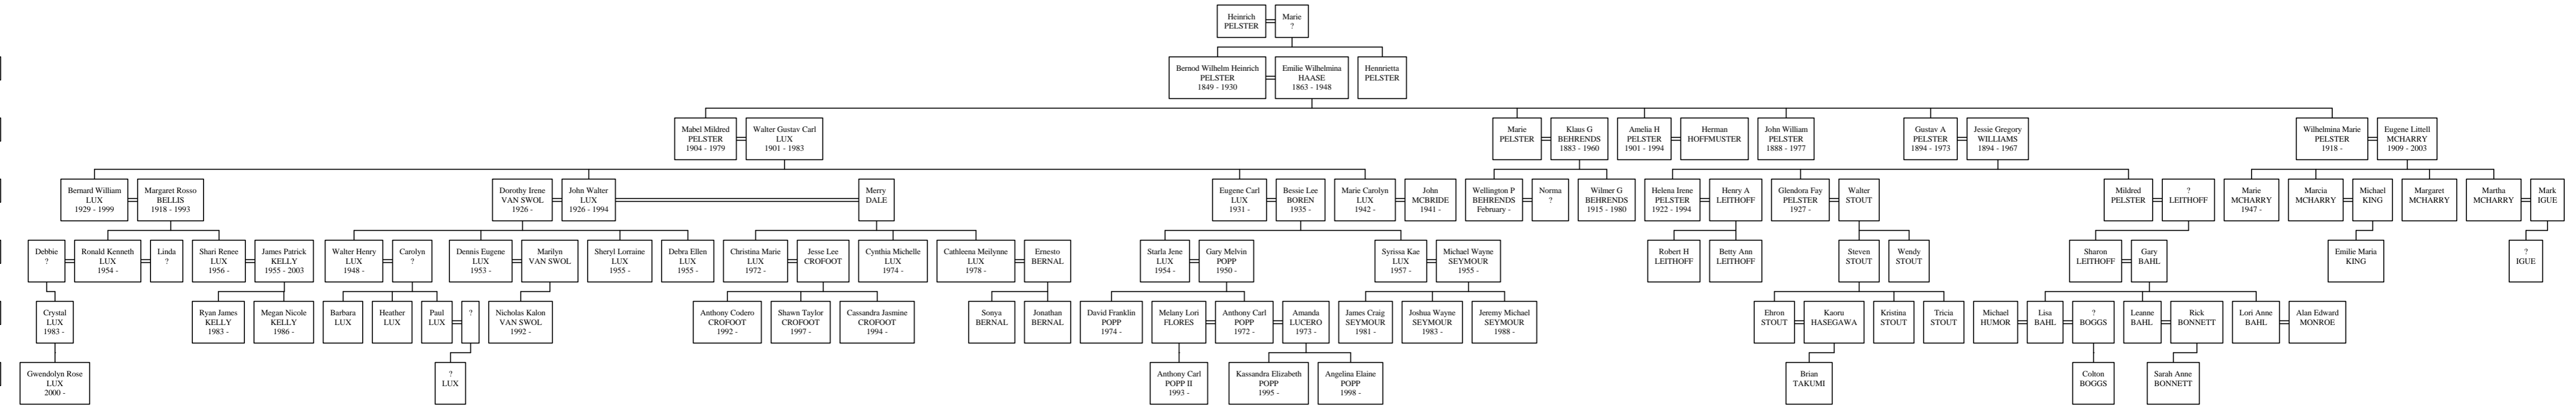 Heinrich
PELSTER
Marie
?
Bernod Wilhelm Heinrich
PELSTER
1849 - 1930
Emilie Wilhelmina
HAASE
1863 - 1948
Hennrietta
PELSTER
Mabel Mildred
PELSTER
1904 - 1979
Walter Gustav Carl
LUX
1901 - 1983
Marie
PELSTER
Klaus G
BEHRENDS
1883 - 1960
Amelia H
PELSTER
1901 - 1994
Herman
HOFFMUSTER
John William
PELSTER
1888 - 1977
Gustav A
PELSTER
1894 - 1973
Jessie Gregory
WILLIAMS
1894 - 1967
Wilhelmina Marie
PELSTER
1918 -
Eugene Littell
MCHARRY
1909 - 2003
Bernard William
LUX
1929 - 1999
Margaret Rosso
BELLIS
1918 - 1993
Dorothy Irene
VAN SWOL
1926 -
John Walter
LUX
1926 - 1994
Merry
DALE
Eugene Carl
LUX
1931 -
Bessie Lee
BOREN
1935 -
Marie Carolyn
LUX
1942 -
John
MCBRIDE
1941 -
Wellington P
BEHRENDS
February -
Norma
?
Wilmer G
BEHRENDS
1915 - 1980
Helena Irene
PELSTER
1922 - 1994
Henry A
LEITHOFF
Glendora Fay
PELSTER
1927 -
Walter
STOUT
Mildred
PELSTER
?
LEITHOFF
Marie
MCHARRY
1947 -
Marcia
MCHARRY
Michael
KING
Margaret
MCHARRY
Martha
MCHARRY
Mark
IGUE
Debbie
?
Ronald Kenneth
LUX
1954 -
Linda
?
Shari Renee
LUX
1956 -
James Patrick
KELLY
1955 - 2003
Walter Henry
LUX
1948 -
Carolyn
?
Dennis Eugene
LUX
1953 -
Marilyn
VAN SWOL
Sheryl Lorraine
LUX
1955 -
Debra Ellen
LUX
1955 -
Christina Marie
LUX
1972 -
Jesse Lee
CROFOOT
Cynthia Michelle
LUX
1974 -
Cathleena Meilynne
LUX
1978 -
Ernesto
BERNAL
Starla Jene
LUX
1954 -
Gary Melvin
POPP
1950 -
Syrissa Kae
LUX
1957 -
Michael Wayne
SEYMOUR
1955 -
Robert H
LEITHOFF
Betty Ann
LEITHOFF
Steven
STOUT
Wendy
STOUT
Sharon
LEITHOFF
Gary
BAHL
Emilie Maria
KING
?
IGUE
Crystal
LUX
1983 -
Ryan James
KELLY
1983 -
Megan Nicole
KELLY
1986 -
Barbara
LUX
Heather
LUX
Paul
LUX
?
Nicholas Kalon
VAN SWOL
1992 -
Anthony Codero
CROFOOT
1992 -
Shawn Taylor
CROFOOT
1997 -
Cassandra Jasmine
CROFOOT
1994 -
Sonya
BERNAL
Jonathan
BERNAL
David Franklin
POPP
1974 -
Melany Lori
FLORES
Anthony Carl
POPP
1972 -
Amanda
LUCERO
1973 -
James Craig
SEYMOUR
1981 -
Joshua Wayne
SEYMOUR
1983 -
Jeremy Michael
SEYMOUR
1988 -
Ehron
STOUT
Kaoru
HASEGAWA
Kristina
STOUT
Tricia
STOUT
Michael
HUMOR
Lisa
BAHL
?
BOGGS
Leanne
BAHL
Rick
BONNETT
Lori Anne
BAHL
Alan Edward
MONROE
Gwendolyn Rose
LUX
2000 -
?
LUX
Anthony Carl
POPP II
1993 -
Kassandra Elizabeth
POPP
1995 -
Angelina Elaine
POPP
1998 -
Brian
TAKUMI
Colton
BOGGS
Sarah Anne
BONNETT